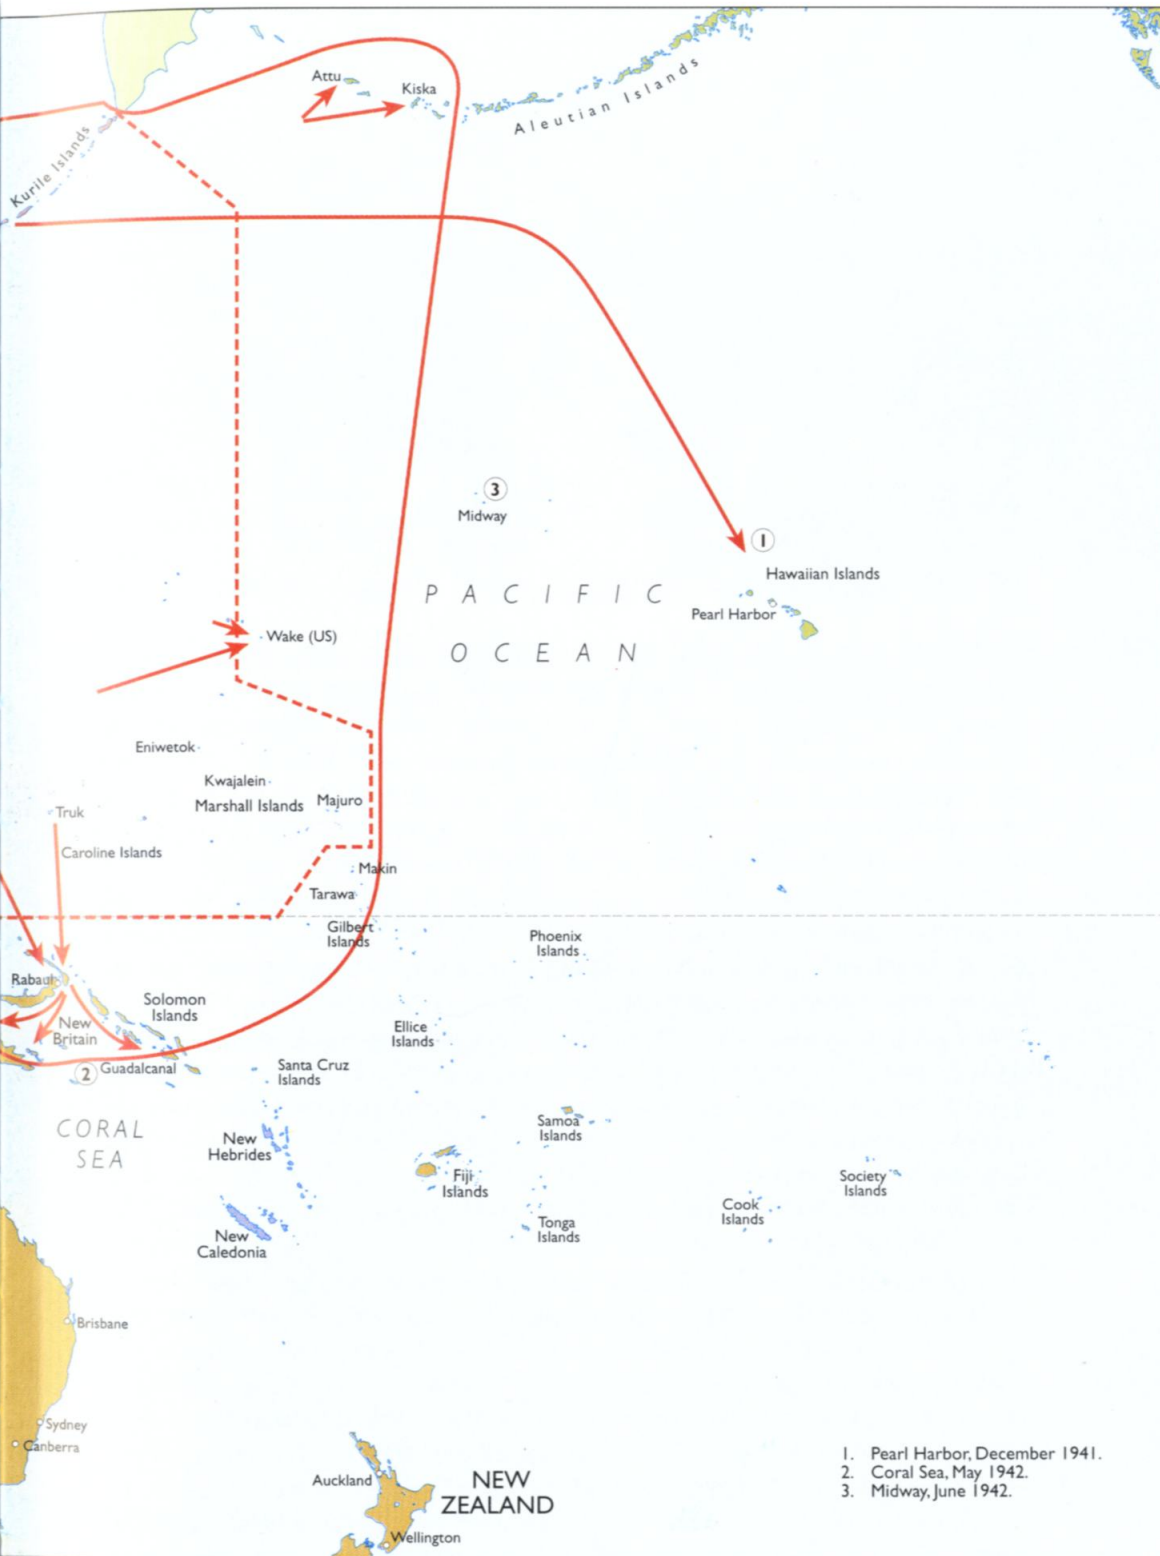 Attu
Kiska
Aleutian Islands
Kurile Islands
3
Midway
1
Hawaiian Islands
Pearl Harbor
PACIFIC
OCEAN
Wake (US)
Eniwetok
Kwajalein
Marshall Islands
Majuro
Truk
Caroline Islands
Makin
Tarawa
Gilbert
Islands
Phoenix
Islands
Rabaul
Solomon
Islands
New
Britain
Ellice
Islands
2
Guadalcanal
Santa Cruz
Islands
CORAL
SEA
New
Hebrides
Samoa
Islands
Fiji
Islands
Society
Islands
Cook
Islands
Tonga
Islands
New
Caledonia
Brisbane
Sydney
Canberra
Auckland
NEW
ZEALAND
Wellington
1. Pearl Harbor, December 1941.
2. Coral Sea, May 1942.
3. Midway, June 1942.